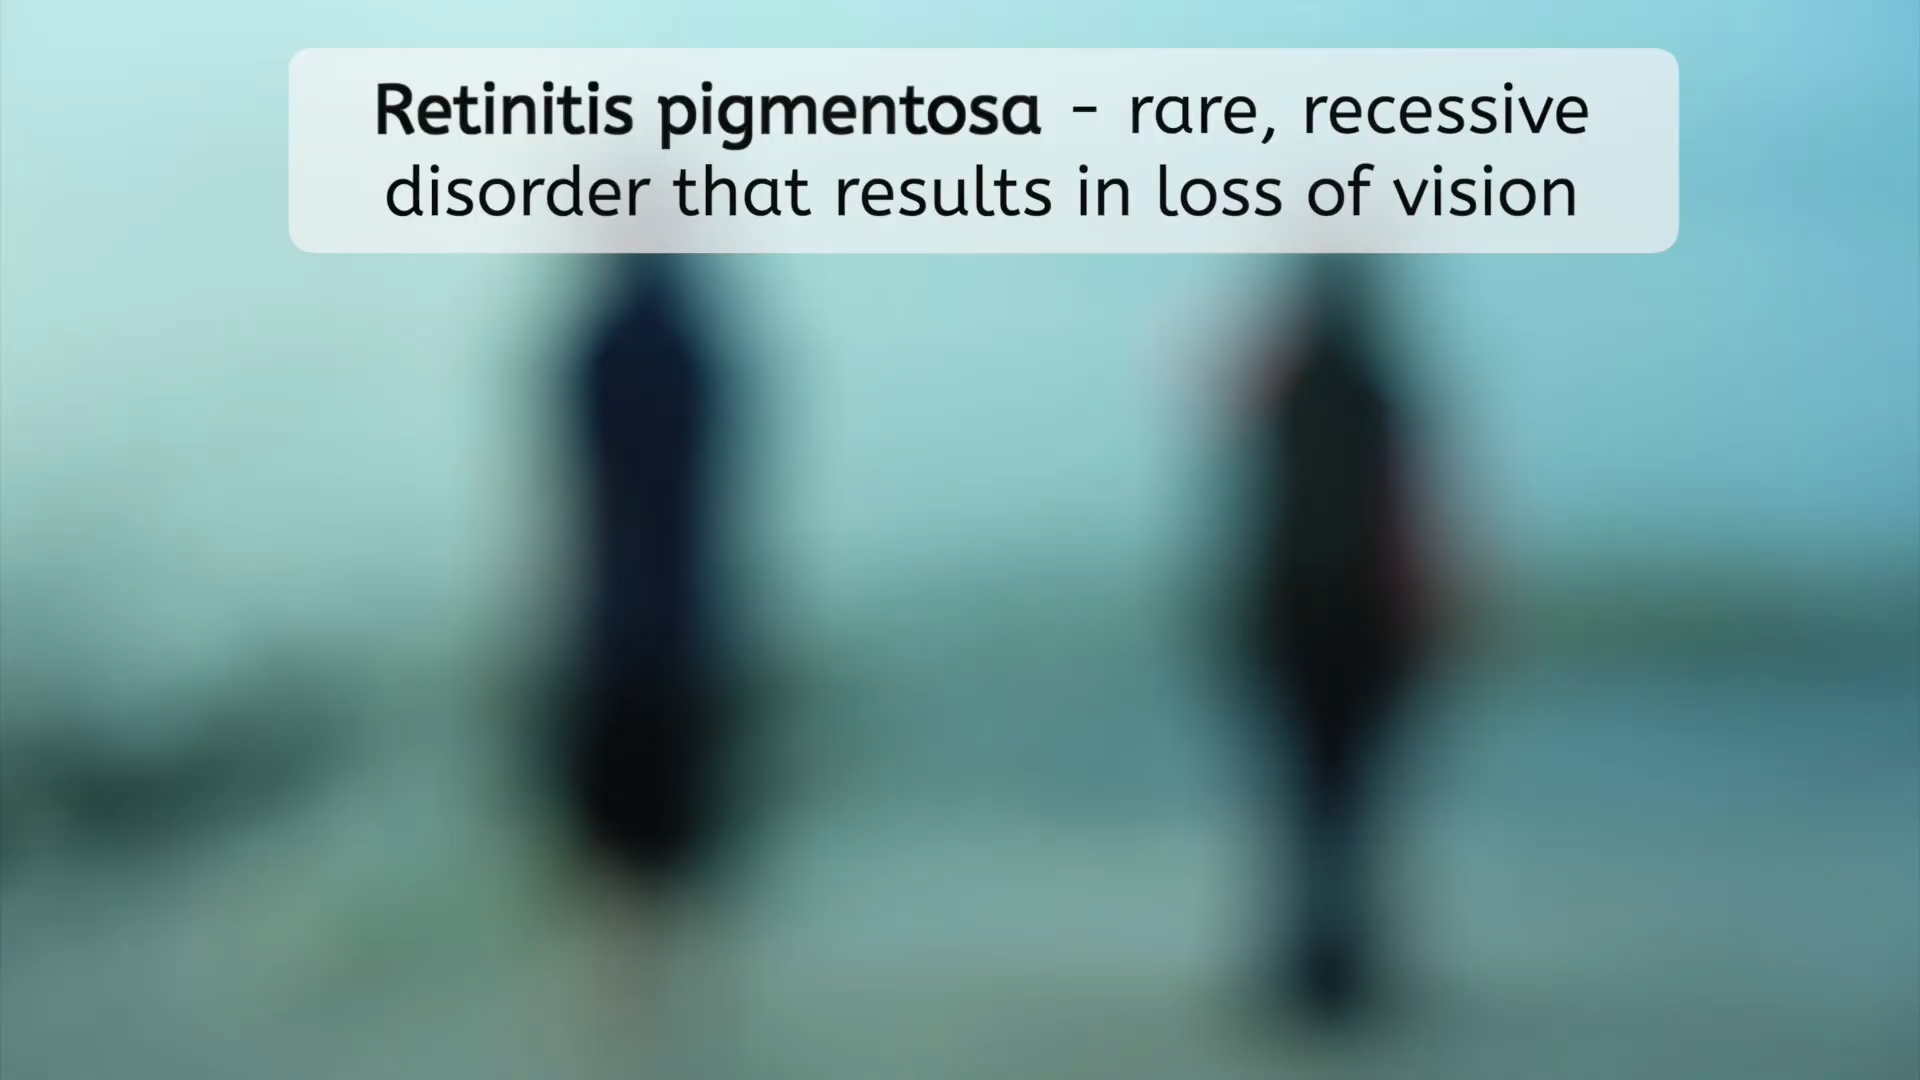 Retinitis pigmentosa - rare, recessive
disorder that results in loss of vision